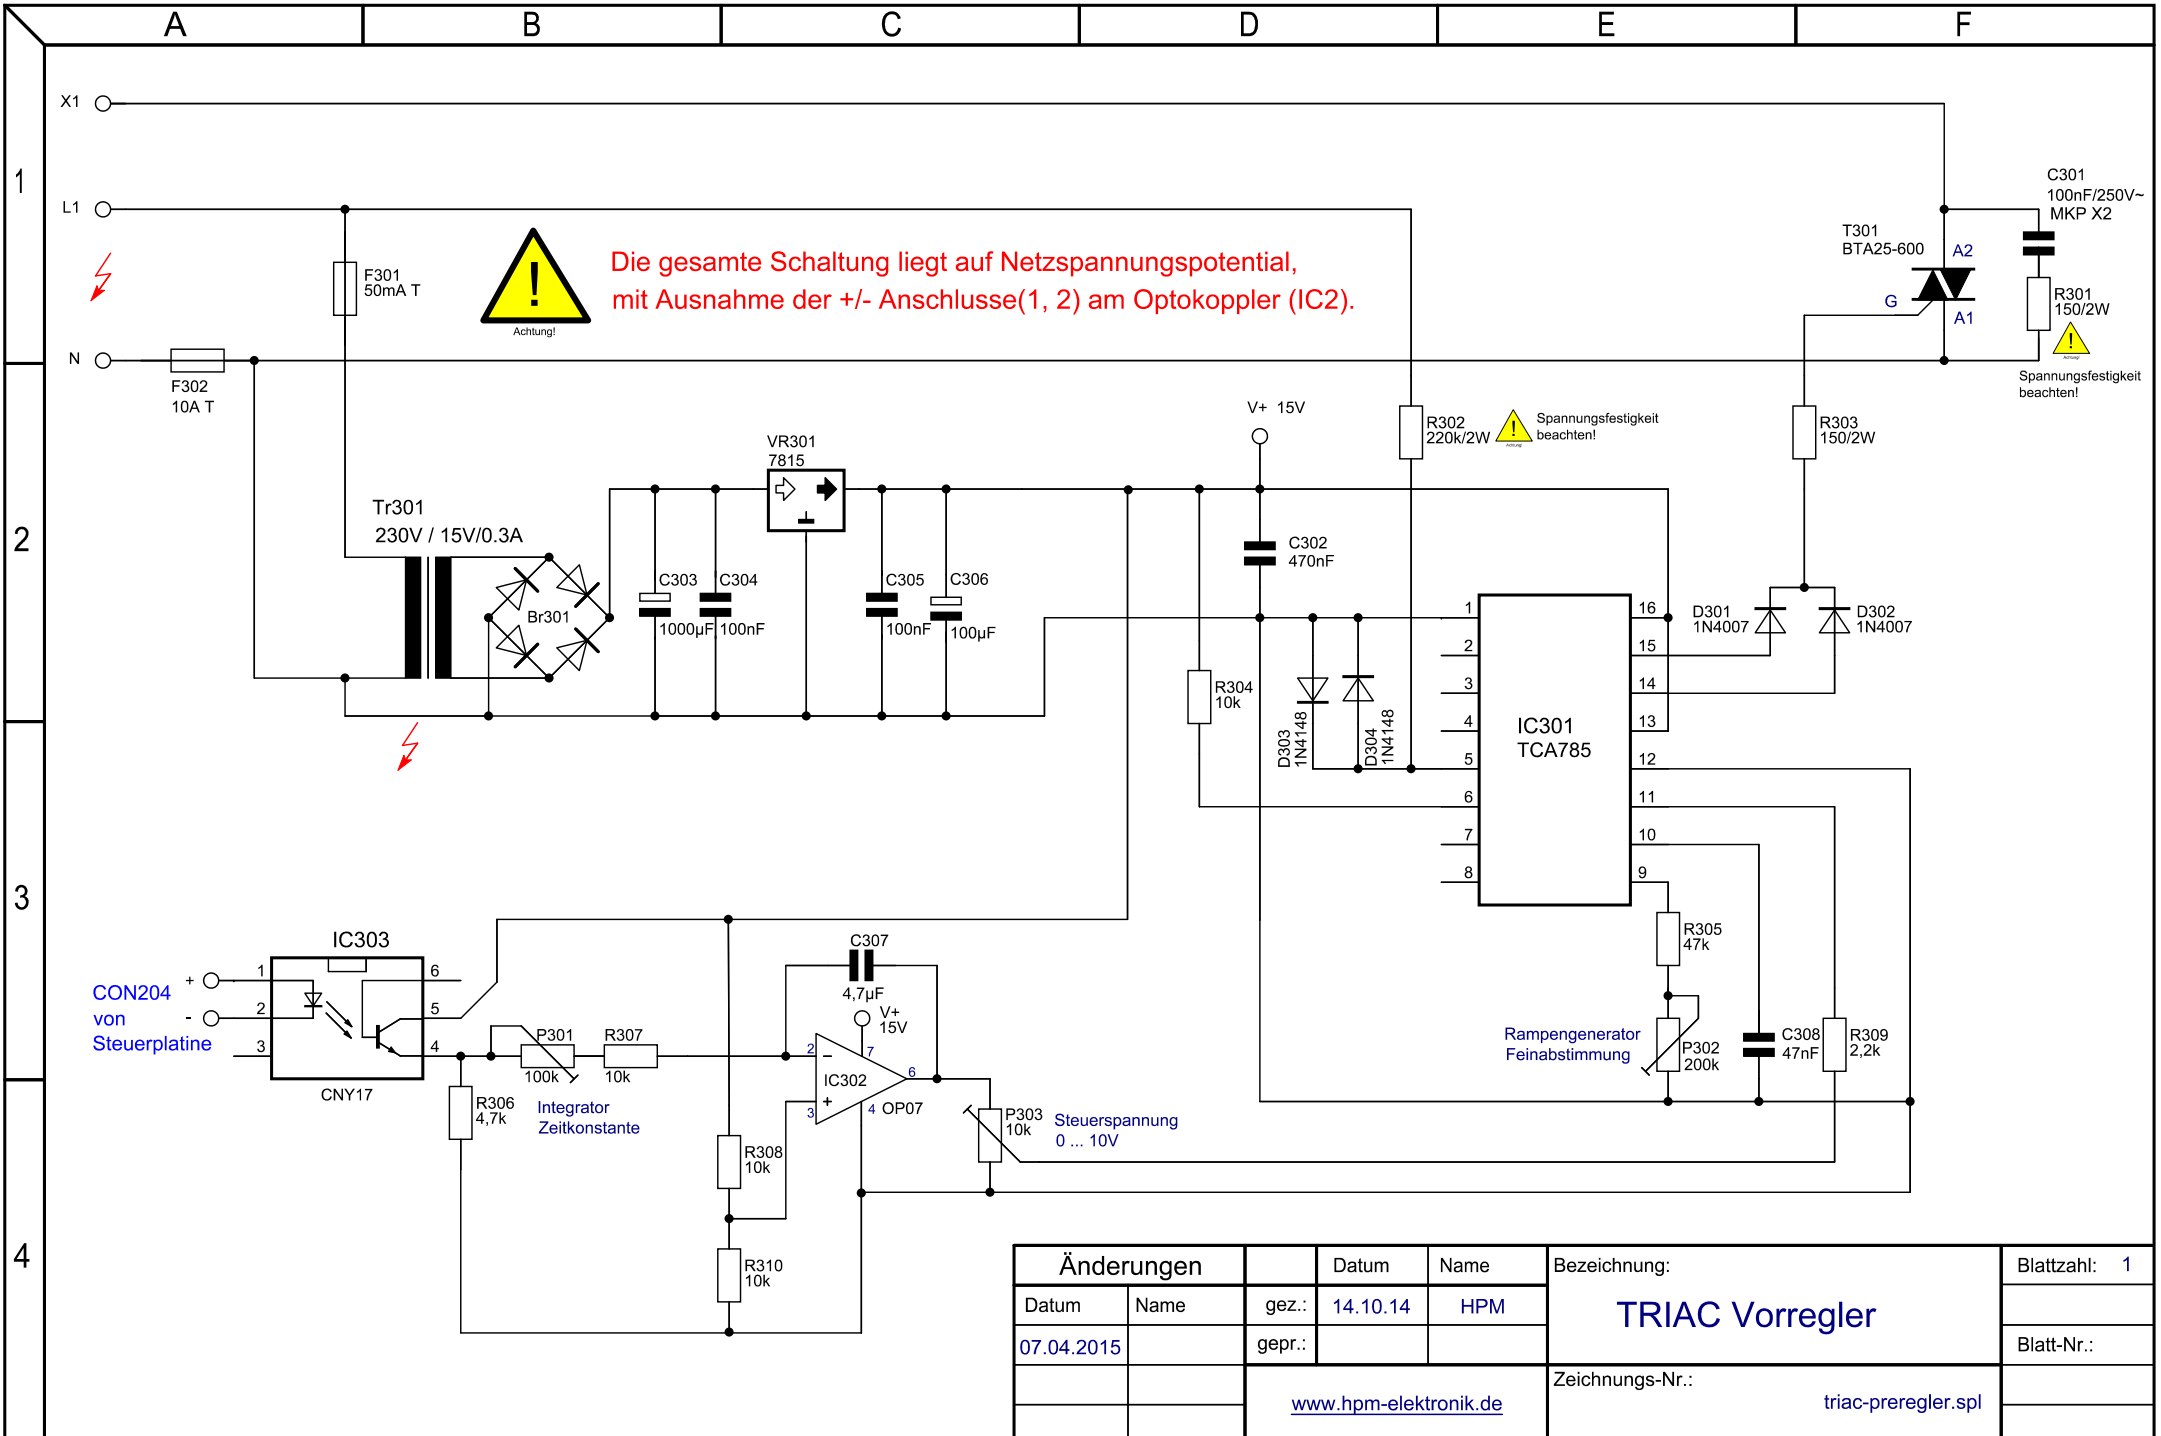 A B C D E F
1
2
3
4
X1
L1
N
F301
50mA T
F302
10A T
!
Achtung!
Die gesamte Schaltung liegt auf Netzspannungspotential,
mit Ausnahme der +/- Anschlusse(1, 2) am Optokoppler (IC2).
C301
100nF/250V~
MKP X2
T301
BTA25-600
A2
G
A1
R301
150/2W
!
Achtung!
Spannungsfestigkeit
beachten!
V+ 15V
R302
220k/2W
!
Achtung!
Spannungsfestigkeit
beachten!
R303
150/2W
VR301
7815
Tr301
230V / 15V/0.3A
Br301
C303
1000µF
C304
100nF
C305
100nF
C306
100µF
C302
470nF
R304
10k
D303
1N4148
D304
1N4148
D301
1N4007
D302
1N4007
IC301
TCA785
1
2
3
4
5
6
7
8
16
15
14
13
12
11
10
9
R305
47k
P302
200k
Rampengenerator
Feinabstimmung
C308
47nF
R309
2,2k
IC303
CNY17
+
-
1
2
3
6
5
4
CON204
von
Steuerplatine
R306
4,7k
P301
100k
Integrator
Zeitkonstante
R307
10k
C307
4,7µF
V+
15V
2
3
7
6
4
−
+
IC302
OP07
P303
10k
Steuerspannung
0 ... 10V
R308
10k
R310
10k
Änderungen
Datum Name
07.04.2015
Datum Name
gez.: 14.10.14 HPM
gepr.:
www.hpm-elektronik.de
Bezeichnung:
TRIAC Vorregler
Zeichnungs-Nr.:
triac-preregler.spl
Blattzahl: 1
Blatt-Nr.: